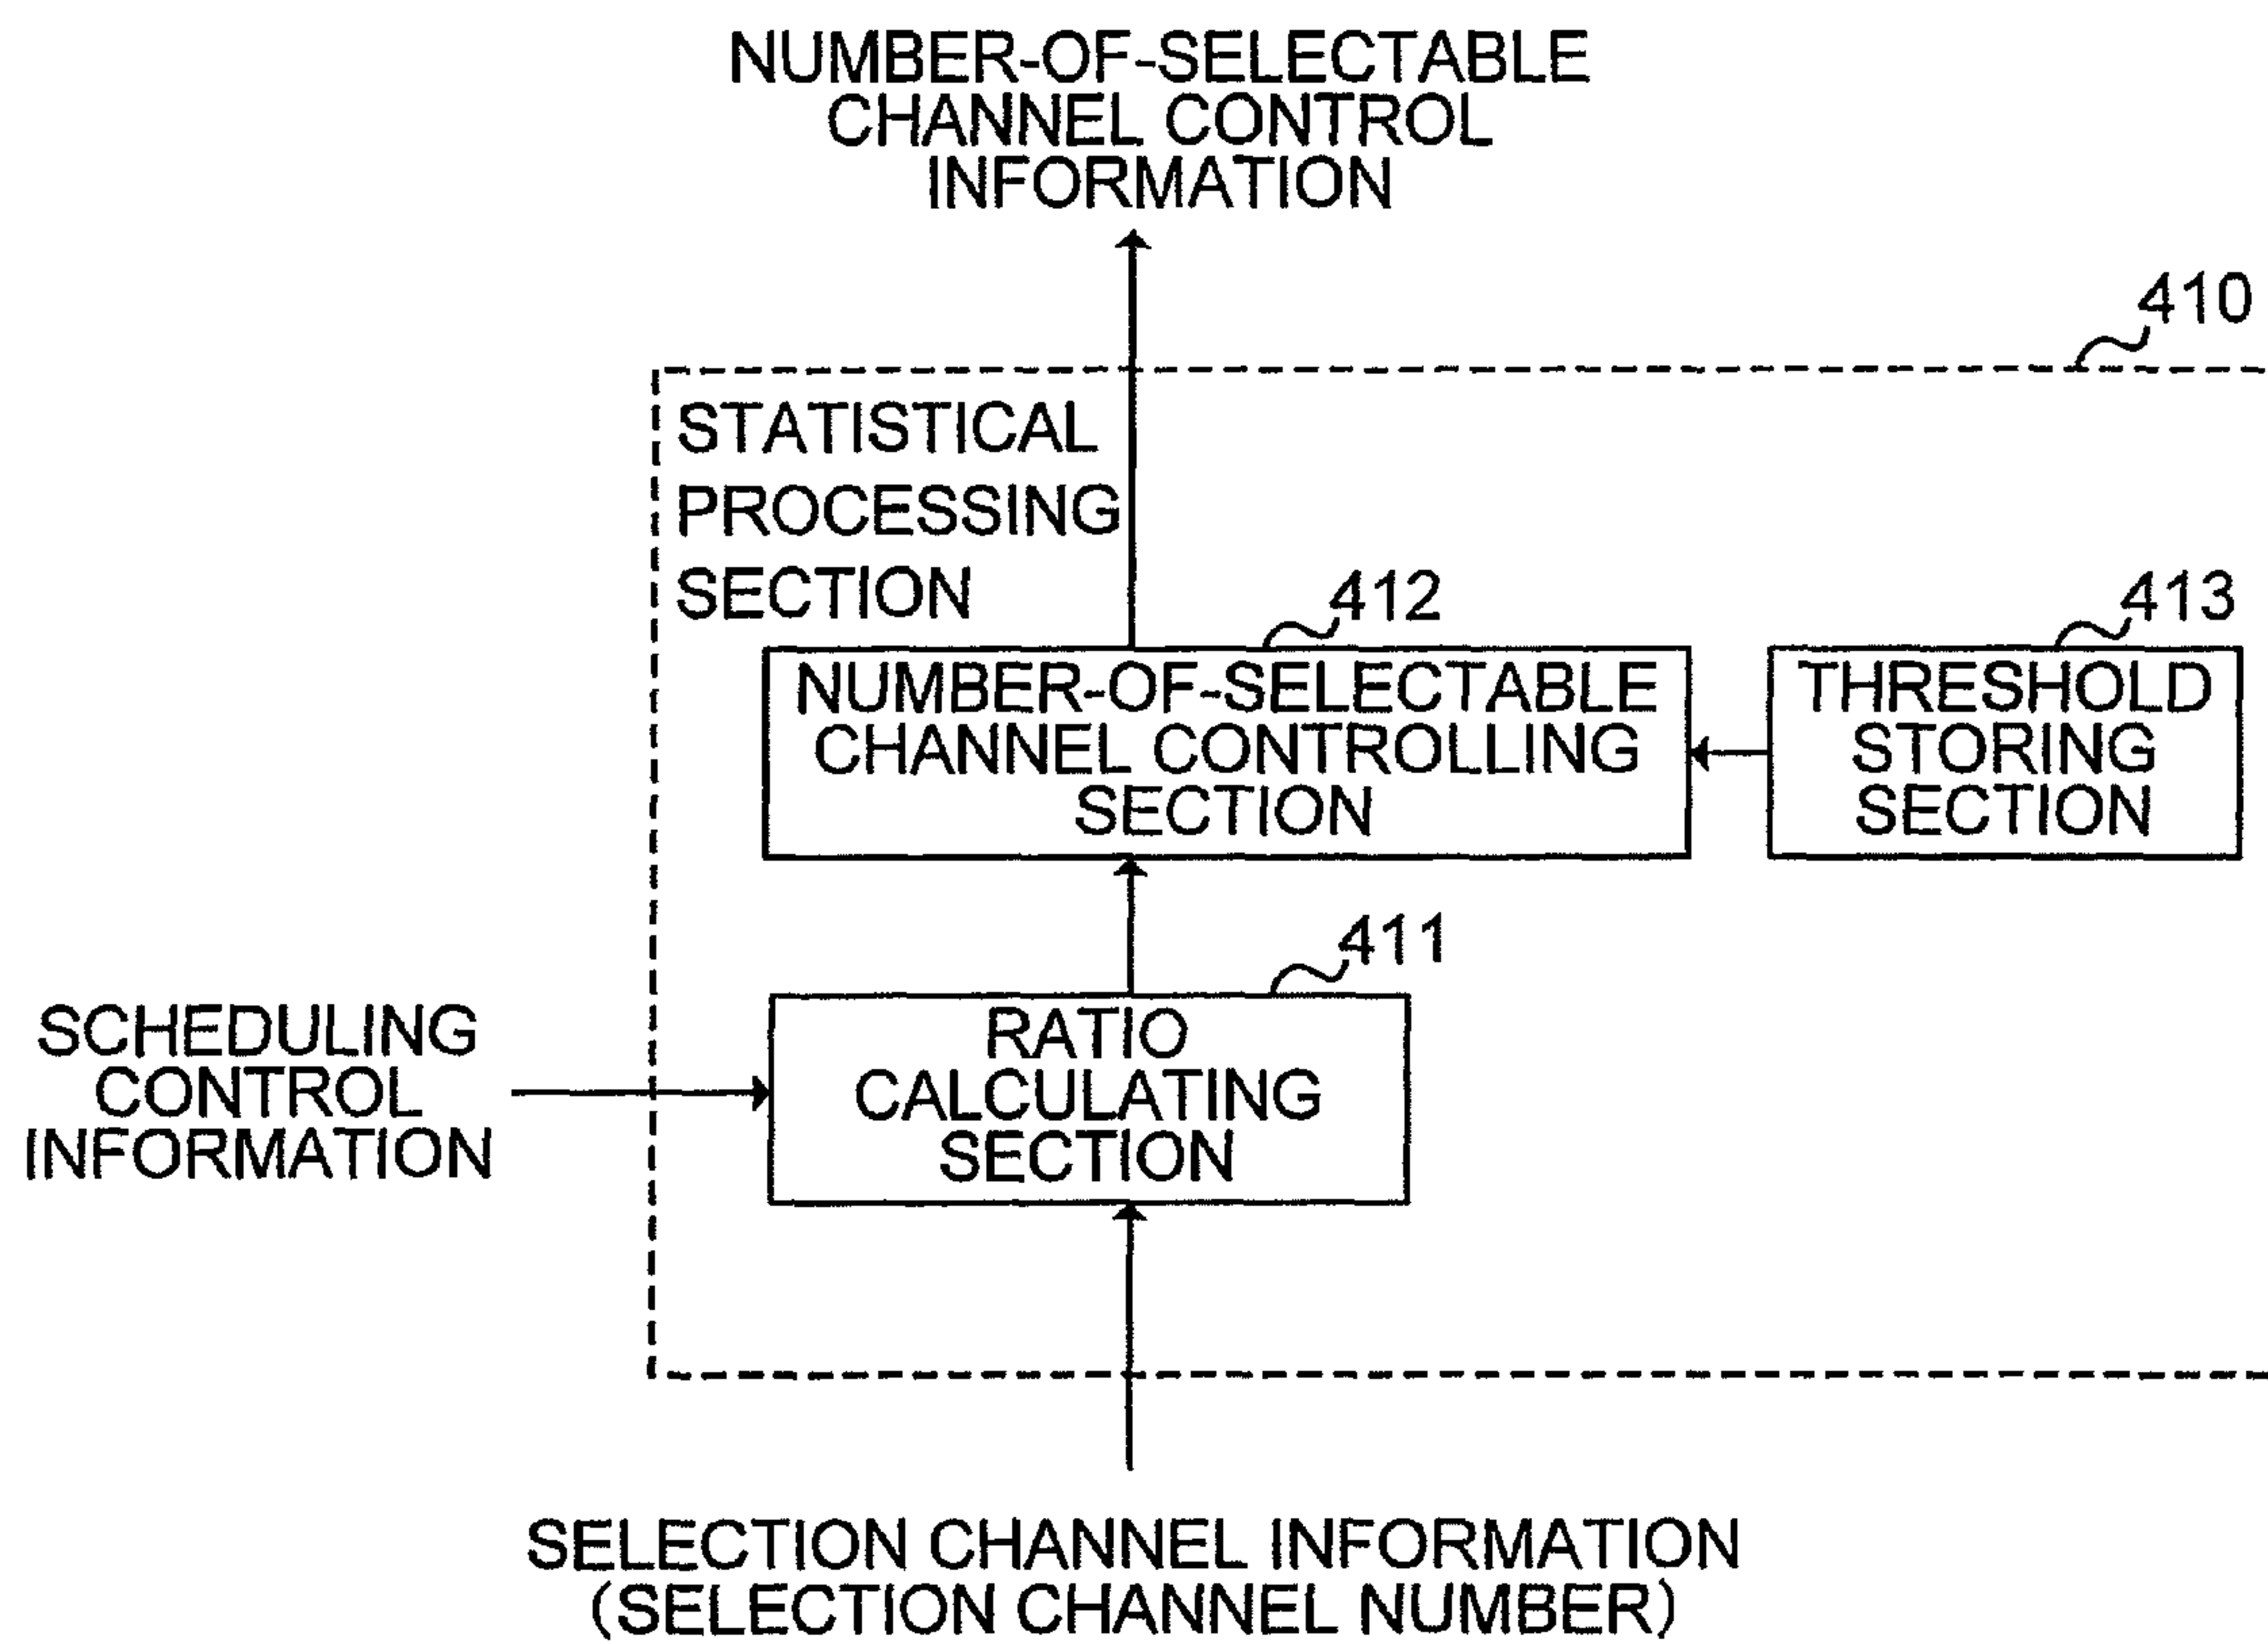 NUMBER-OF-SELECTABLE
CHANNEL CONTROL
INFORMATION
410
STATISTICAL
PROCESSING
SECTION
412
413
NUMBER-OF-SELECTABLE
CHANNEL CONTROLLING
SECTION
THRESHOLD
STORING
SECTION
411
SCHEDULING
CONTROL
INFORMATION
RATIO
CALCULATING
SECTION
SELECTION CHANNEL INFORMATION
(SELECTION CHANNEL NUMBER)